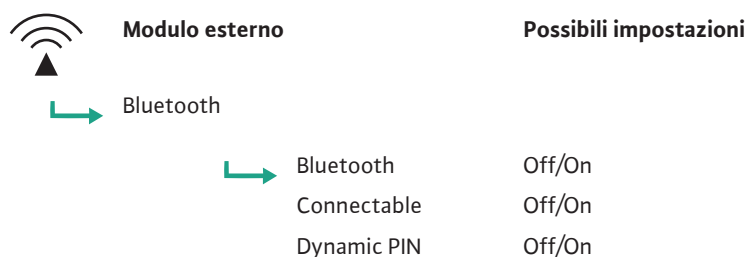 Modulo esterno Possibili impostazioni
Bluetooth
Bluetooth Off/On
Connectable Off/On
Dynamic PIN Off/On